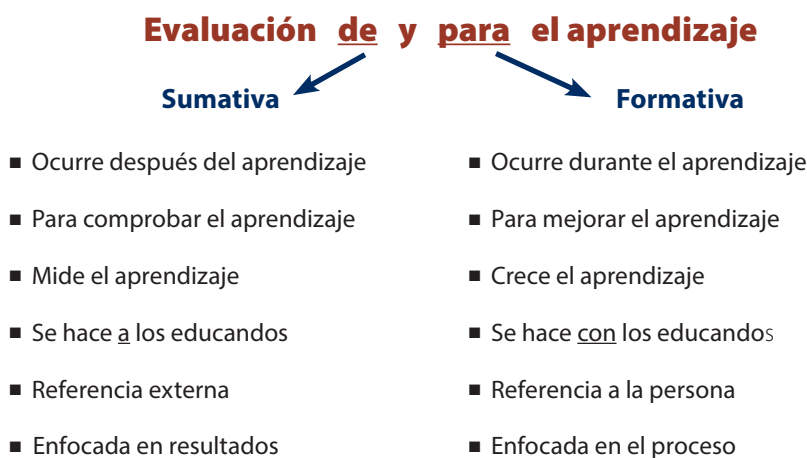 Evaluación de y para el aprendizaje
Sumativa
■ Ocurre después del aprendizaje
■ Para comprobar el aprendizaje
■ Mide el aprendizaje
■ Se hace a los educandos
■ Referencia externa
■ Enfocada en resultados
Formativa
■ Ocurre durante el aprendizaje
■ Para mejorar el aprendizaje
■ Crece el aprendizaje
■ Se hace con los educandos
■ Referencia a la persona
■ Enfocada en el proceso